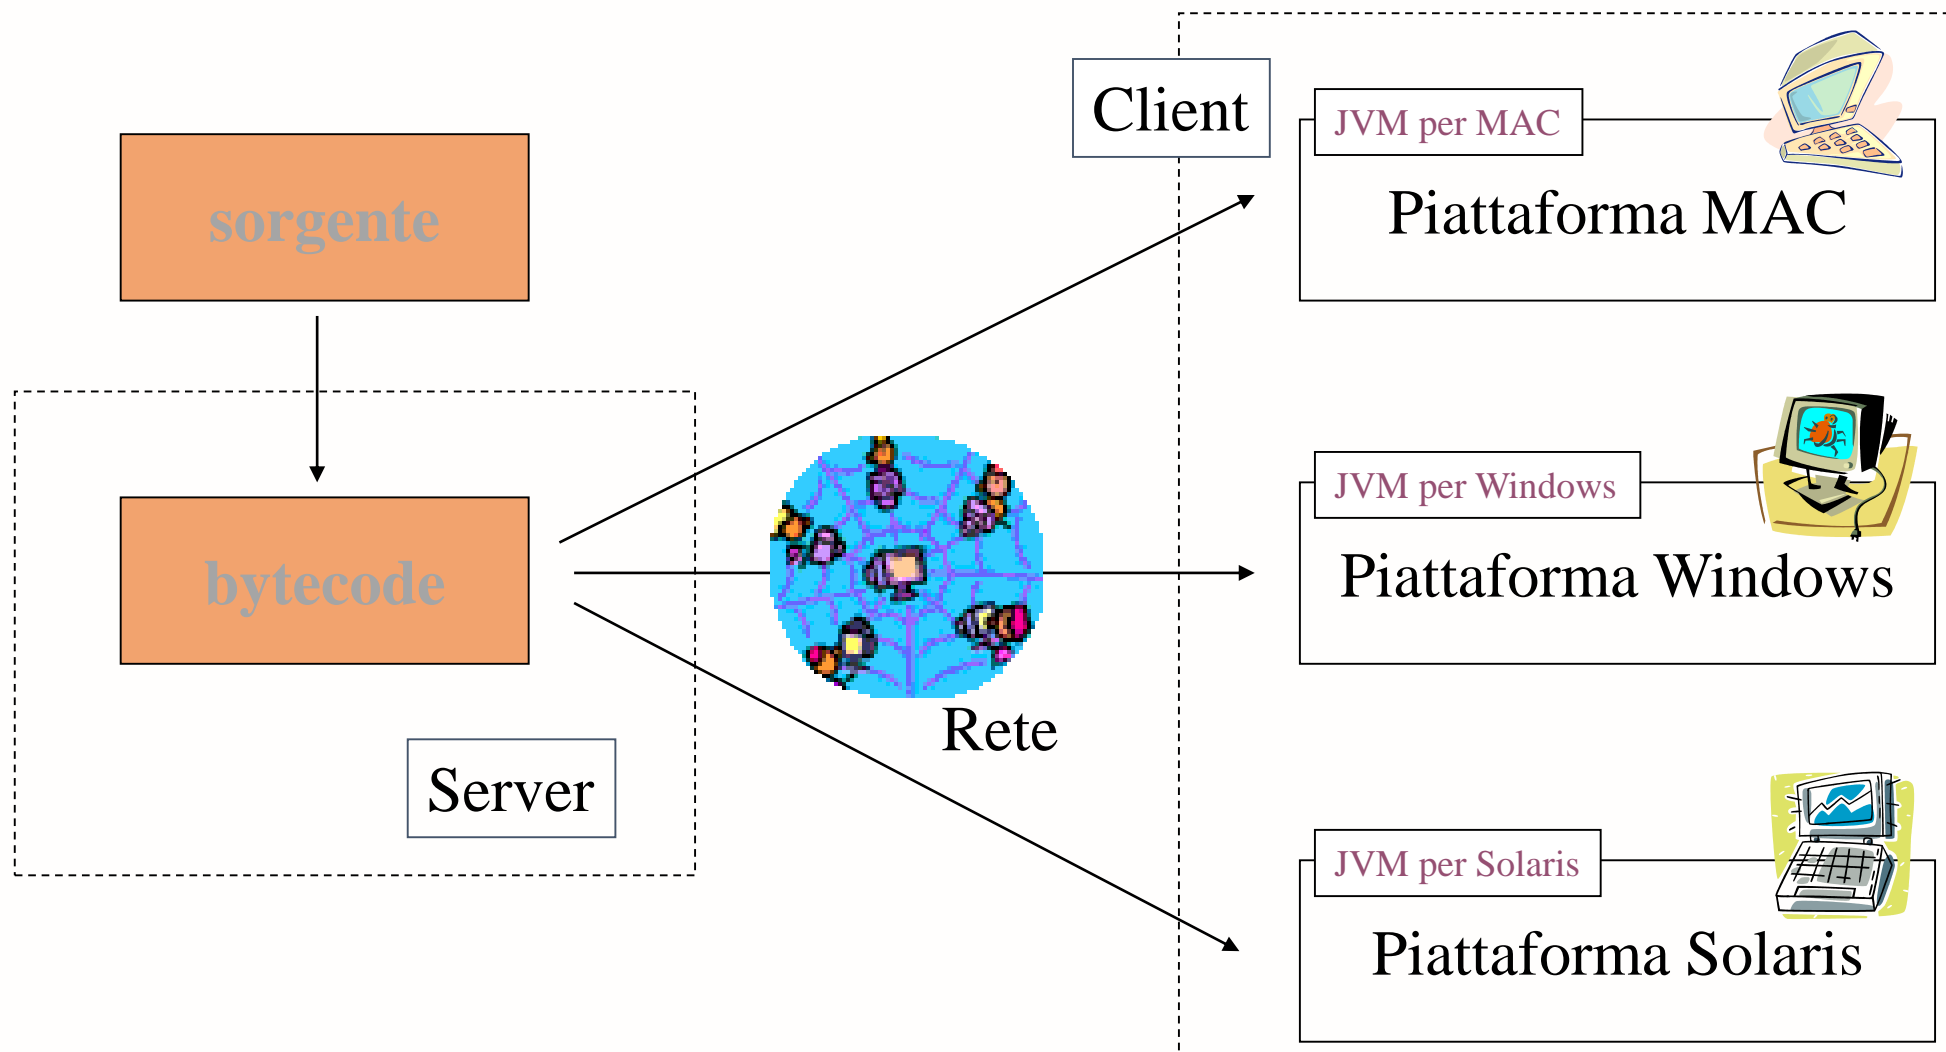 sorgente
bytecode
Server
Rete
Client
JVM per MAC
Piattaforma MAC
JVM per Windows
Piattaforma Windows
JVM per Solaris
Piattaforma Solaris